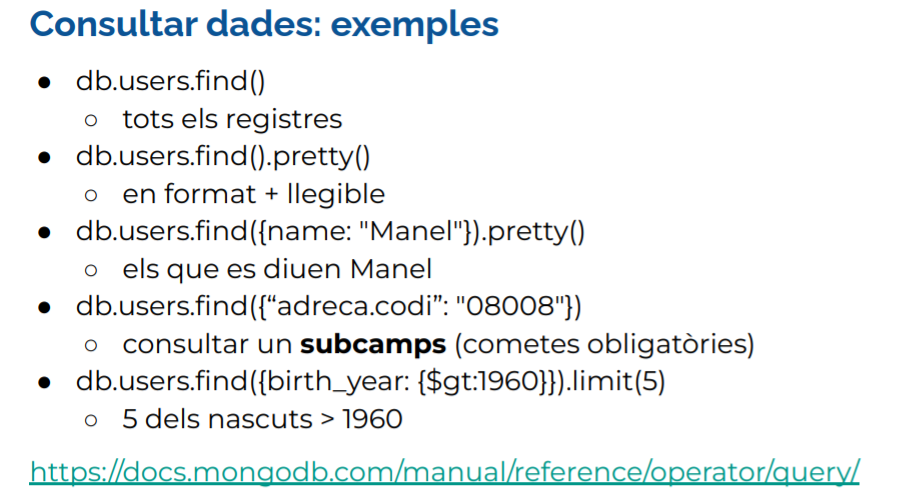 Consultar dades: exemples
● db.users.find()
○ tots els registres
● db.users.find().pretty()
○ en format + llegible
● db.users.find({name: "Manel"}).pretty()
○ els que es diuen Manel
● db.users.find({“adreca.codi”: "08008"})
○ consultar un subcamps (cometes obligatòries)
● db.users.find({birth_year: {$gt:1960}}).limit(5)
○ 5 dels nascuts > 1960
https://docs.mongodb.com/manual/reference/operator/query/